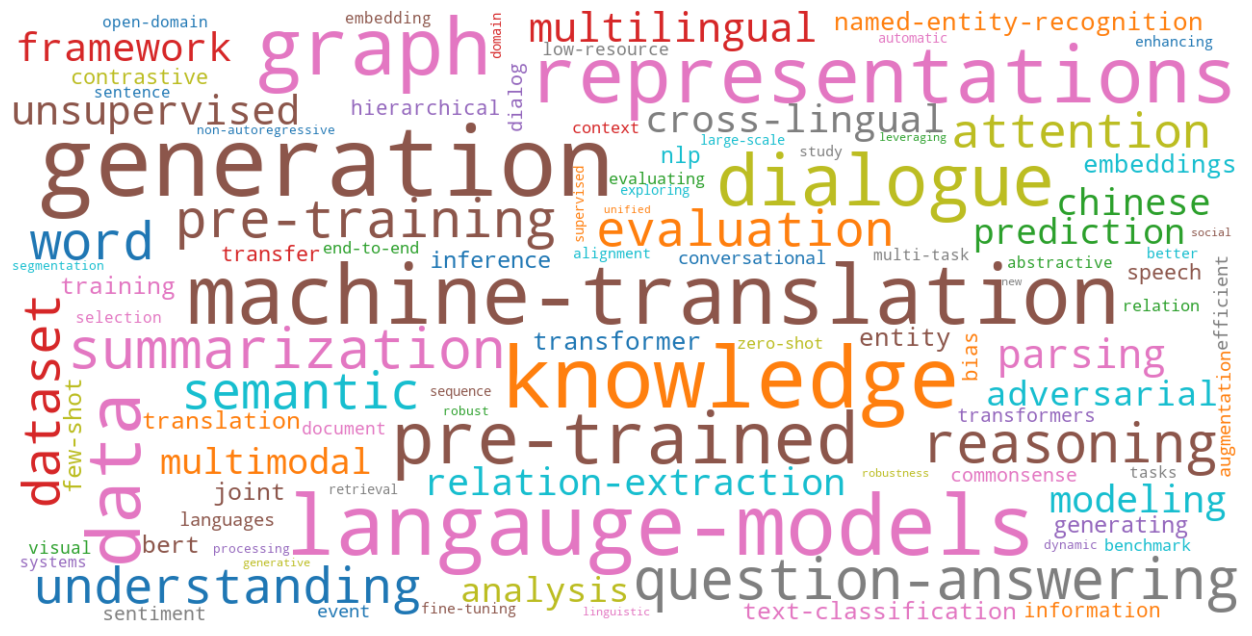 open-domain
embedding
graph
domain
multilingual
named-entity-recognition
framework
low-resource
automatic
enhancing
contrastive
sentence
dialog
representations
unsupervised
hierarchical
non-autoregressive
context
cross-lingual
leveraging
attention
generation
large-scale
nlp
study
embeddings
supervised
evaluating
exploring
dialogue
chinese
pre-training
unified
evaluation
prediction
social
word
transfer
end-to-end
inference
alignment
conversational
multi-task
abstractive
better
segmentation
training
machine-translation
new
speech
efficient
dataset
selection
relation
summarization
transformer
zero-shot
entity
bias
parsing
few-shot
semantic
sequence
knowledge
adversarial
augmentation
data
translation
document
robust
pre-trained
transformers
reasoning
multimodal
relation-extraction
robustness
commonsense
tasks
joint
retrieval
langauge-models
modeling
languages
generating
visual
bert
processing
dynamic
benchmark
systems
generative
understanding
analysis
question-answering
sentiment
event
fine-tuning
linguistic
text-classification
information